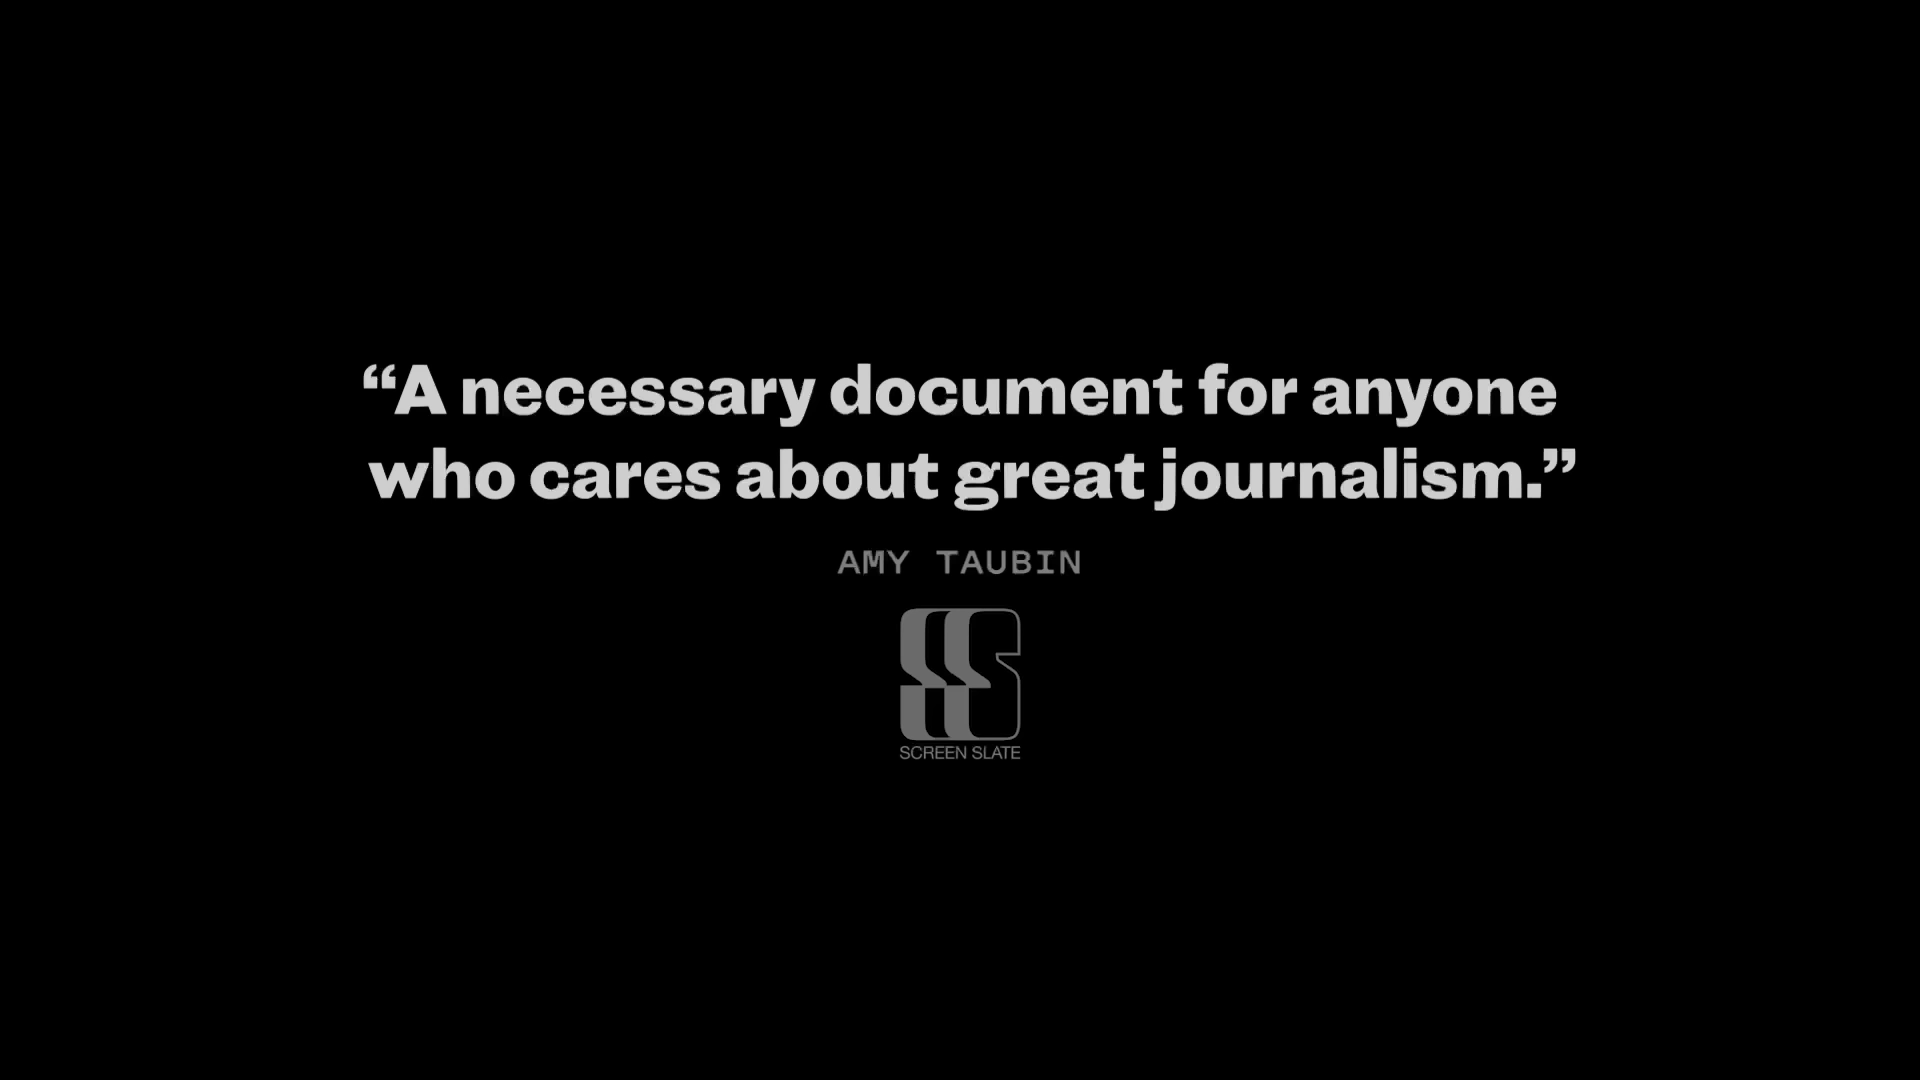 “A necessary document for anyone
who cares about great journalism.”
AMY TAUBIN
SCREEN SLATE